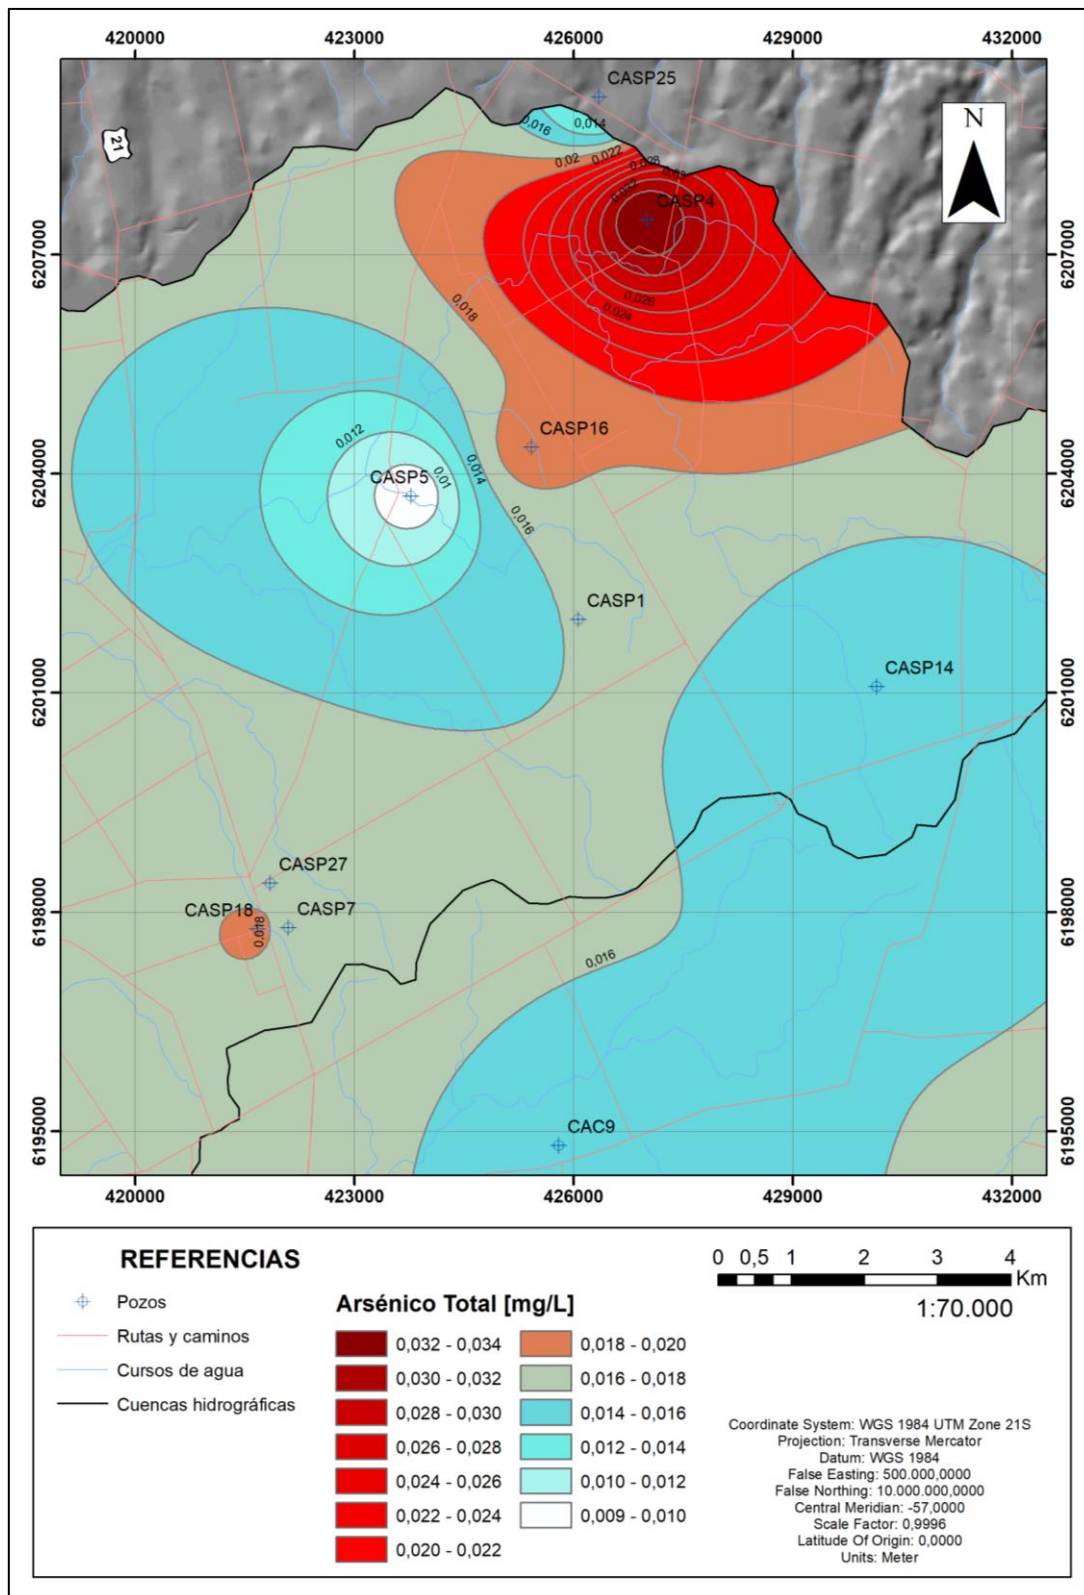 420000 423000 426000 429000 432000
CASP25
0,014
0,016
21
N
0,02
0,022
0,028
0,03
0,032
CASP4
6207000 6207000
0,026
0,024
0,018
CASP16
0,012
6204000 6204000
CASP5
0,01
0,014
0,016
CASP1
CASP14
6201000 6201000
CASP27
CASP18 CASP7
0,018
6198000 6198000
0,016
CAC9
6195000 6195000
420000 423000 426000 429000 432000
REFERENCIAS
Pozos
Rutas y caminos
Cursos de agua
Cuencas hidrográficas
Arsénico Total [mg/L]
0,032 - 0,034
0,030 - 0,032
0,028 - 0,030
0,026 - 0,028
0,024 - 0,026
0,022 - 0,024
0,020 - 0,022
0,018 - 0,020
0,016 - 0,018
0,014 - 0,016
0,012 - 0,014
0,010 - 0,012
0,009 - 0,010
0 0,5 1 2 3 4
Km
1:70.000
Coordinate System: WGS 1984 UTM Zone 21S
Projection: Transverse Mercator
Datum: WGS 1984
False Easting: 500.000,0000
False Northing: 10.000.000,0000
Central Meridian: -57,0000
Scale Factor: 0,9996
Latitude Of Origin: 0,0000
Units: Meter